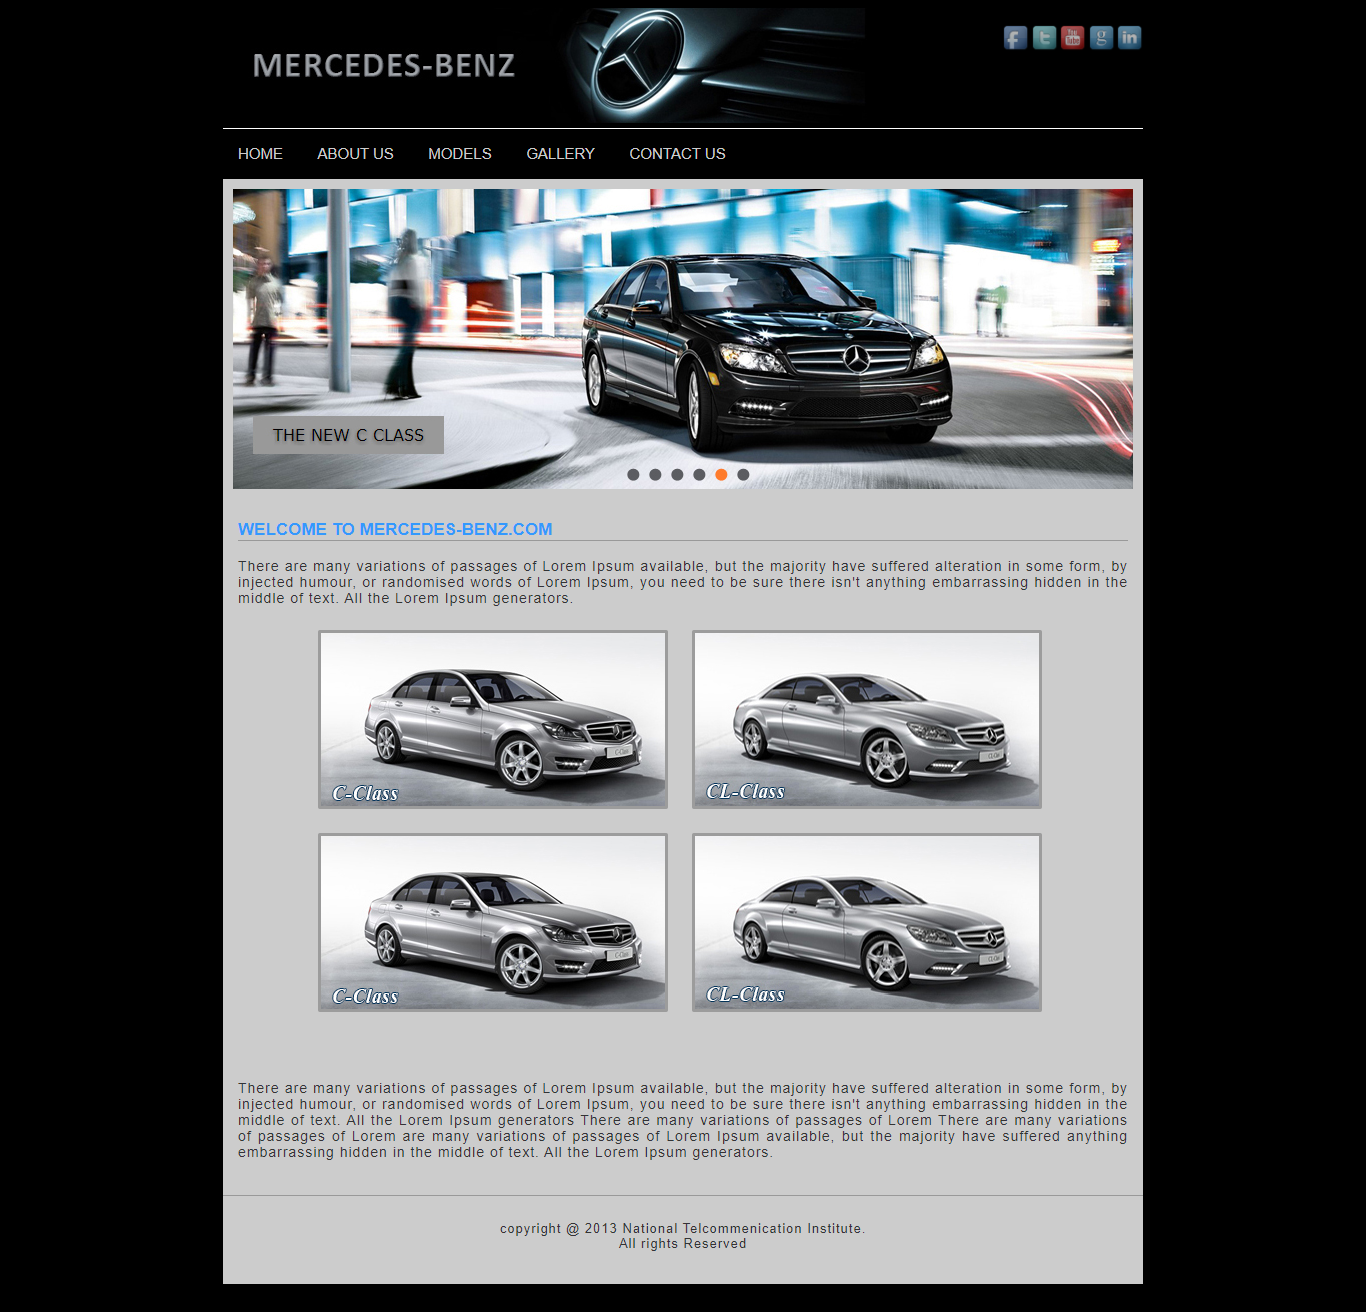 MERCEDES-BENZ
HOME ABOUT US MODELS GALLERY CONTACT US
THE NEW C CLASS
WELCOME TO MERCEDES-BENZ.COM
There are many variations of passages of Lorem Ipsum available, but the majority have suffered alteration in some form, by
injected humour, or randomised words of Lorem Ipsum, you need to be sure there isn't anything embarrassing hidden in the
middle of text. All the Lorem Ipsum generators.
C-Class
CL-Class
C-Class
CL-Class
There are many variations of passages of Lorem Ipsum available, but the majority have suffered alteration in some form, by
injected humour, or randomised words of Lorem Ipsum, you need to be sure there isn't anything embarrassing hidden in the
middle of text. All the Lorem Ipsum generators There are many variations of passages of Lorem There are many variations
of passages of Lorem are many variations of passages of Lorem Ipsum available, but the majority have suffered anything
embarrassing hidden in the middle of text. All the Lorem Ipsum generators.
copyright @ 2013 National Telcommenication Institute.
All rights Reserved